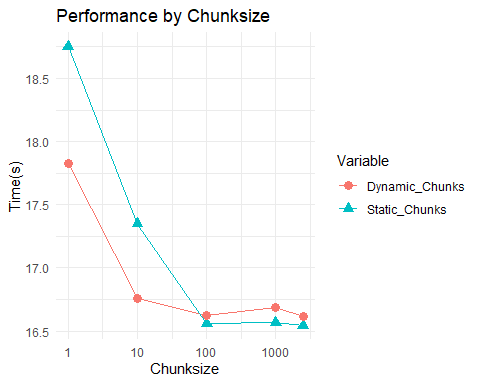 Performance by Chunksize
Time(s)
18.5
18.0
17.5
17.0
16.5
1 10 100 1000
Chunksize
Variable
Dynamic_Chunks
Static_Chunks